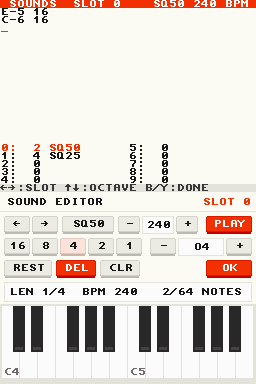 SOUNDS SLOT 0 SQ50 240 BPM
E-5 16
C-6 16
_
0: 2 SQ50 5: 0
1: 4 SQ25 6: 0
2: 0 7: 0
3: 0 8: 0
4: 0 9: 0
↔:SLOT ↑↓:OCTAVE B/Y:DONE
SOUND EDITOR SLOT 0
← → SQ50 − 240 + PLAY
16 8 4 2 1 − O4 +
REST DEL CLR OK
LEN 1/4 BPM 240 2/64 NOTES
C4 C5